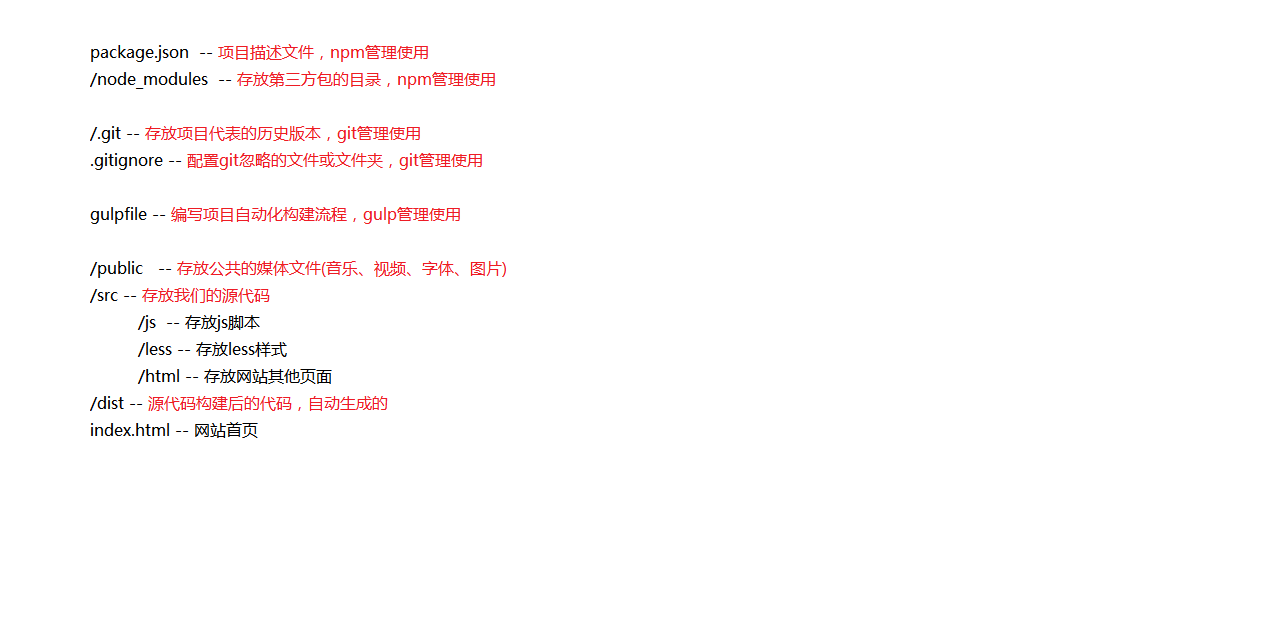 package.json  -- 项目描述文件，npm管理使用
/node_modules  -- 存放第三方包的目录，npm管理使用
/.git -- 存放项目代表的历史版本，git管理使用
.gitignore -- 配置git忽略的文件或文件夹，git管理使用
gulpfile -- 编写项目自动化构建流程，gulp管理使用
/public   -- 存放公共的媒体文件(音乐、视频、字体、图片)
/src -- 存放我们的源代码
/js  -- 存放js脚本
/less -- 存放less样式
/html -- 存放网站其他页面
/dist -- 源代码构建后的代码，自动生成的
index.html -- 网站首页